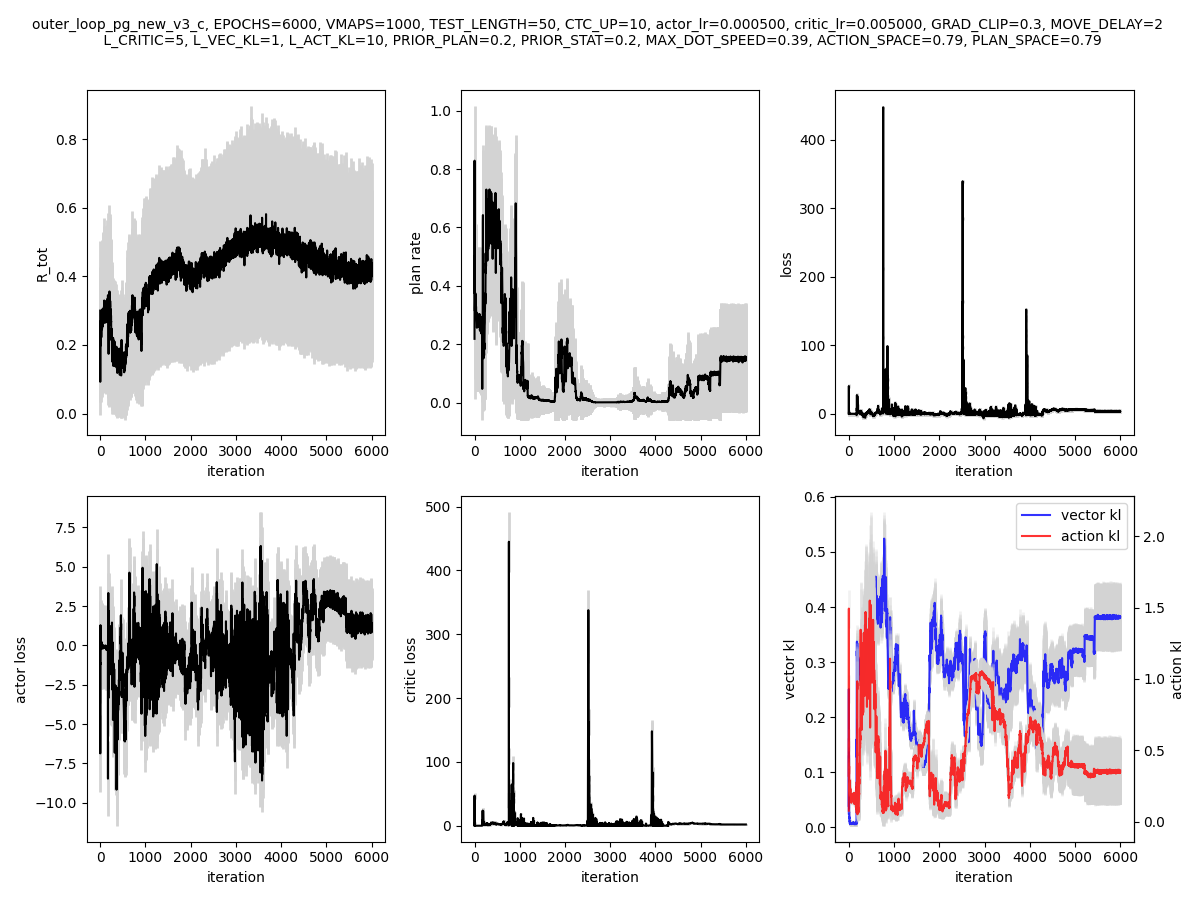 outer_loop_pg_new_v3_c, EPOCHS=6000, VMAPS=1000, TEST_LENGTH=50, CTC_UP=10, actor_lr=0.000500, critic_lr=0.005000, GRAD_CLIP=0.3, MOVE_DELAY=2
L_CRITIC=5, L_VEC_KL=1, L_ACT_KL=10, PRIOR_PLAN=0.2, PRIOR_STAT=0.2, MAX_DOT_SPEED=0.39, ACTION_SPACE=0.79, PLAN_SPACE=0.79
R_tot
0.8
0.6
0.4
0.2
0.0
0 1000 2000 3000 4000 5000 6000
iteration
plan rate
1.0
0.8
0.6
0.4
0.2
0.0
0 1000 2000 3000 4000 5000 6000
iteration
loss
400
300
200
100
0
0 1000 2000 3000 4000 5000 6000
iteration
actor loss
7.5
5.0
2.5
0.0
−2.5
−5.0
−7.5
−10.0
0 1000 2000 3000 4000 5000 6000
iteration
critic loss
500
400
300
200
100
0
0 1000 2000 3000 4000 5000 6000
iteration
vector kl
0.6
0.5
0.4
0.3
0.2
0.1
0.0
vector kl
action kl
2.0
1.5
1.0
0.5
0.0
action kl
0 1000 2000 3000 4000 5000 6000
iteration